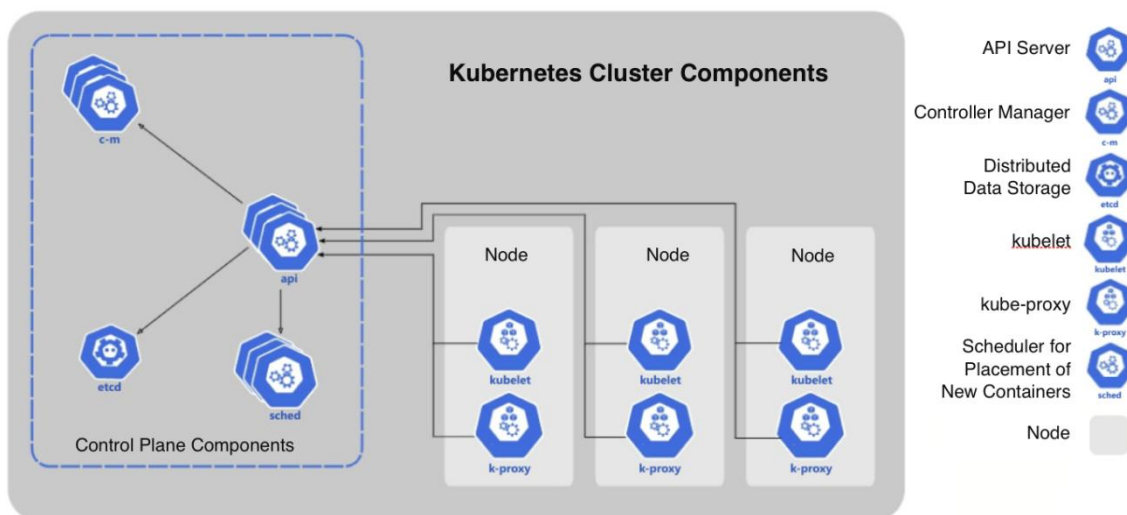 Kubernetes Cluster Components
c-m
api
etcd
sched
Control Plane Components
Node
kubelet
k-proxy
Node
kubelet
k-proxy
Node
kubelet
k-proxy
API Server
api
Controller Manager
c-m
Distributed
Data Storage
etcd
kubelet
kubelet
kube-proxy
k-proxy
Scheduler for
Placement of
New Containers
sched
Node